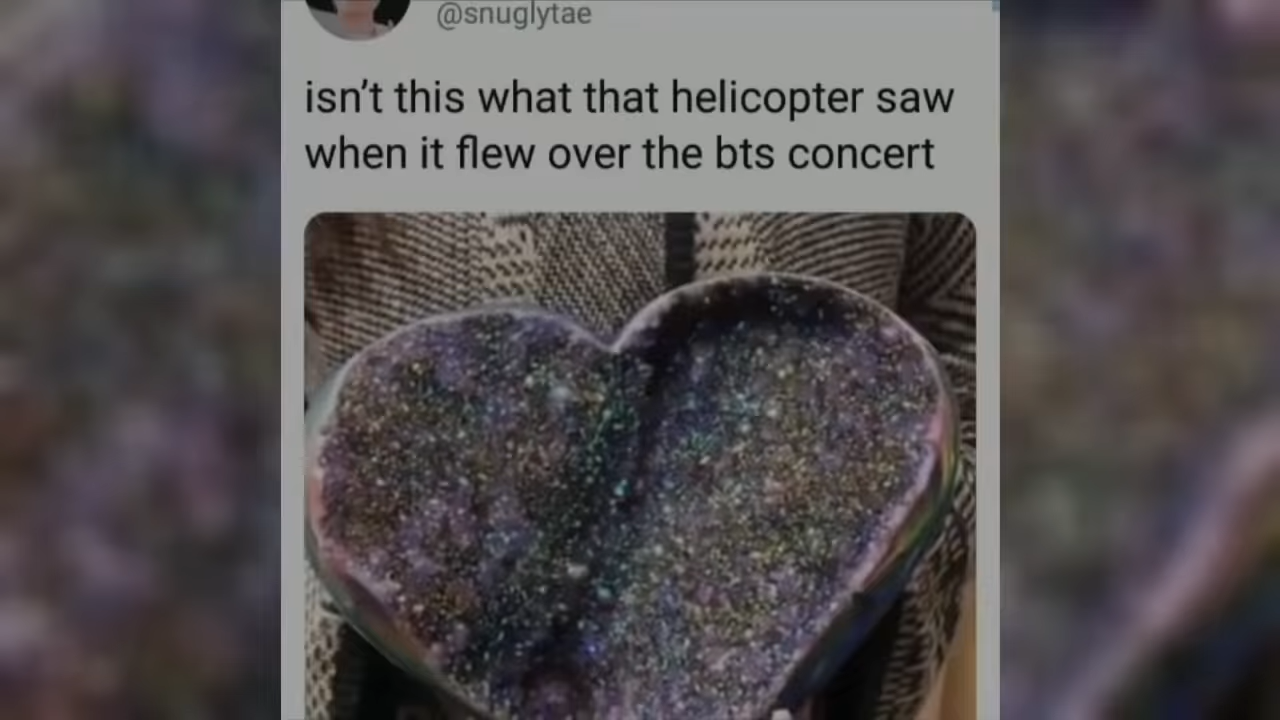 @snuglytae
isn't this what that helicopter saw
when it flew over the bts concert